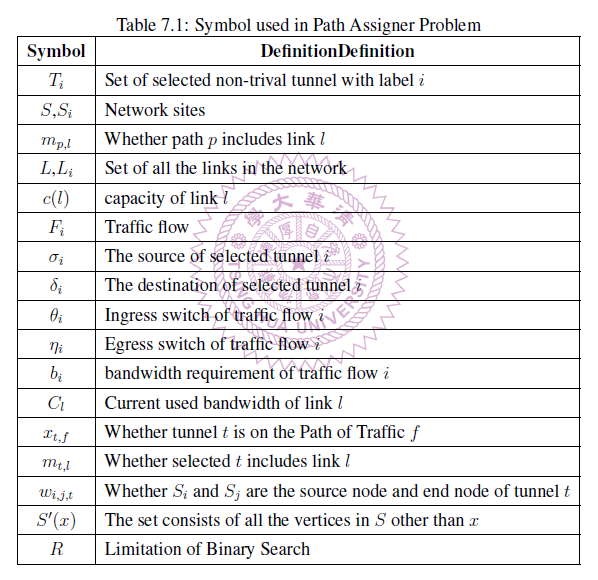 Table 7.1: Symbol used in Path Assigner Problem
Symbol DefinitionDefinition
T_i Set of selected non-trival tunnel with label i
S,S_i Network sites
m_{p,l} Whether path p includes link l
L,L_i Set of all the links in the network
c(l) capacity of link l
F_i Traffic flow
σ_i The source of selected tunnel i
δ_i The destination of selected tunnel i
θ_i Ingress switch of traffic flow i
η_i Egress switch of traffic flow i
b_i bandwidth requirement of traffic flow i
C_l Current used bandwidth of link l
x_{t,f} Whether tunnel t is on the Path of Traffic f
m_{t,l} Whether selected t includes link l
w_{i,j,t} Whether S_i and S_j are the source node and end node of tunnel t
S′(x) The set consists of all the vertices in S other than x
R Limitation of Binary Search